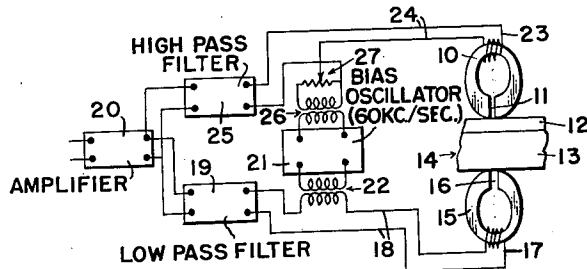 24
23
HIGH PASS
FILTER
27
10
BIAS
OSCILLATOR
(60KC/SEC.)
11
20
25
26
12
AMPLIFIER
19
21
14
13
22
16
15
LOW PASS FILTER
18
17